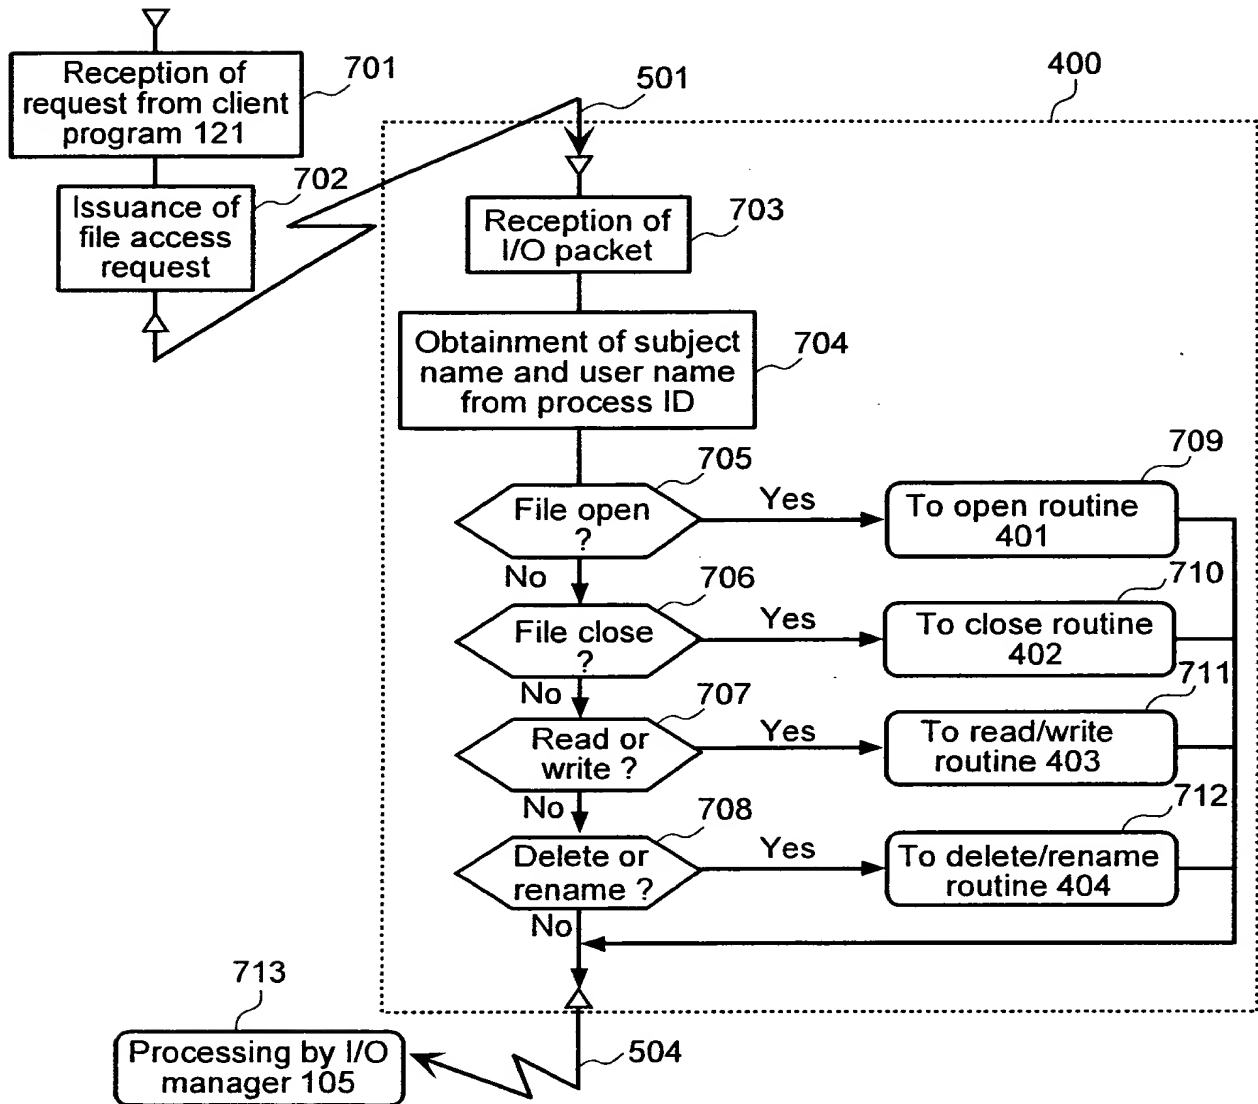 Reception of
request from client
program 121
701
Issuance of
file access
request
702
501
400
Reception of
I/O packet
703
Obtainment of subject
name and user name
from process ID
704
File open
?
705
Yes
To open routine
401
709
No
File close
?
706
Yes
To close routine
402
710
No
Read or
write ?
707
Yes
To read/write
routine 403
711
No
Delete or
rename ?
708
Yes
To delete/rename
routine 404
712
No
713
Processing by I/O
manager 105
504